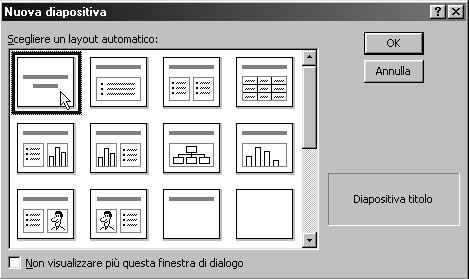 Nuova diapositiva
Scegliere un layout automatico:
OK
Annulla
Diapositiva titolo
Non visualizzare più questa finestra di dialogo